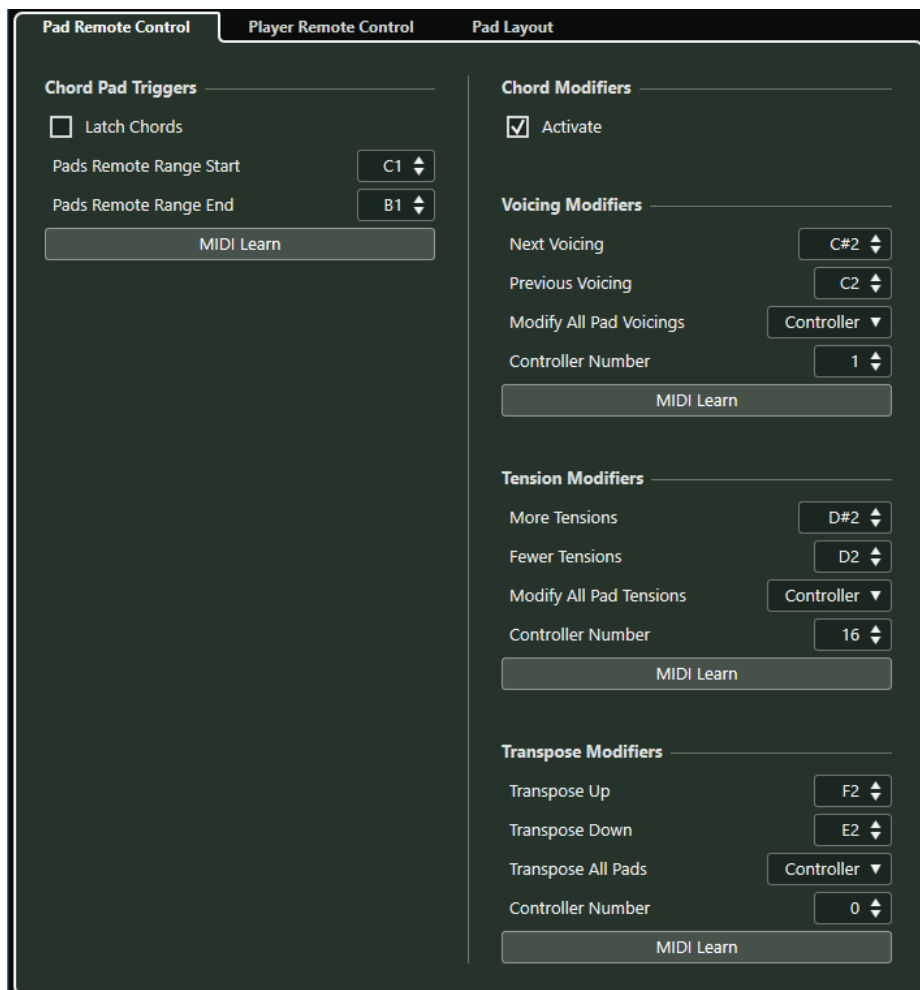 Pad Remote Control Player Remote Control Pad Layout
Chord Pad Triggers
Latch Chords
Pads Remote Range Start C1
Pads Remote Range End B1
MIDI Learn
Chord Modifiers
Activate
Voicing Modifiers
Next Voicing C#2
Previous Voicing C2
Modify All Pad Voicings Controller
Controller Number 1
MIDI Learn
Tension Modifiers
More Tensions D#2
Fewer Tensions D2
Modify All Pad Tensions Controller
Controller Number 16
MIDI Learn
Transpose Modifiers
Transpose Up F2
Transpose Down E2
Transpose All Pads Controller
Controller Number 0
MIDI Learn